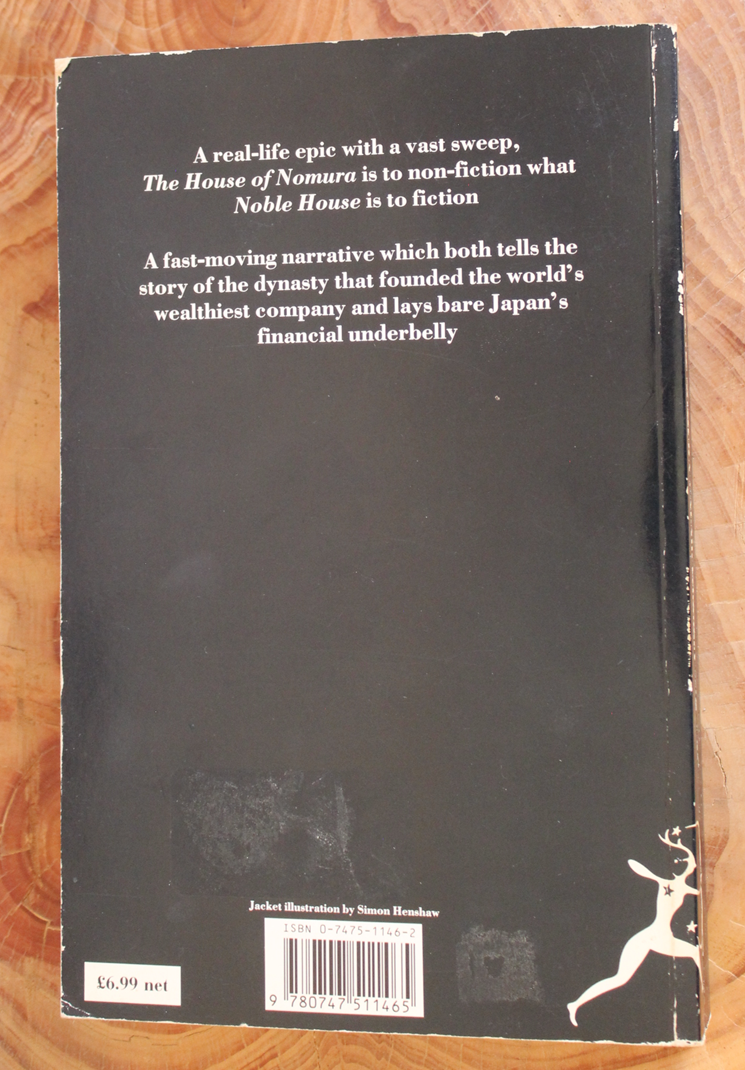 A real-life epic with a vast sweep,
The House of Nomura is to non-fiction what
Noble House is to fiction
A fast-moving narrative which both tells the
story of the dynasty that founded the world's
wealthiest company and lays bare Japan's
financial underbelly
Jacket illustration by Simon Henshaw
ISBN 0-7475-1146-2
9 780747 511465
£6.99 net